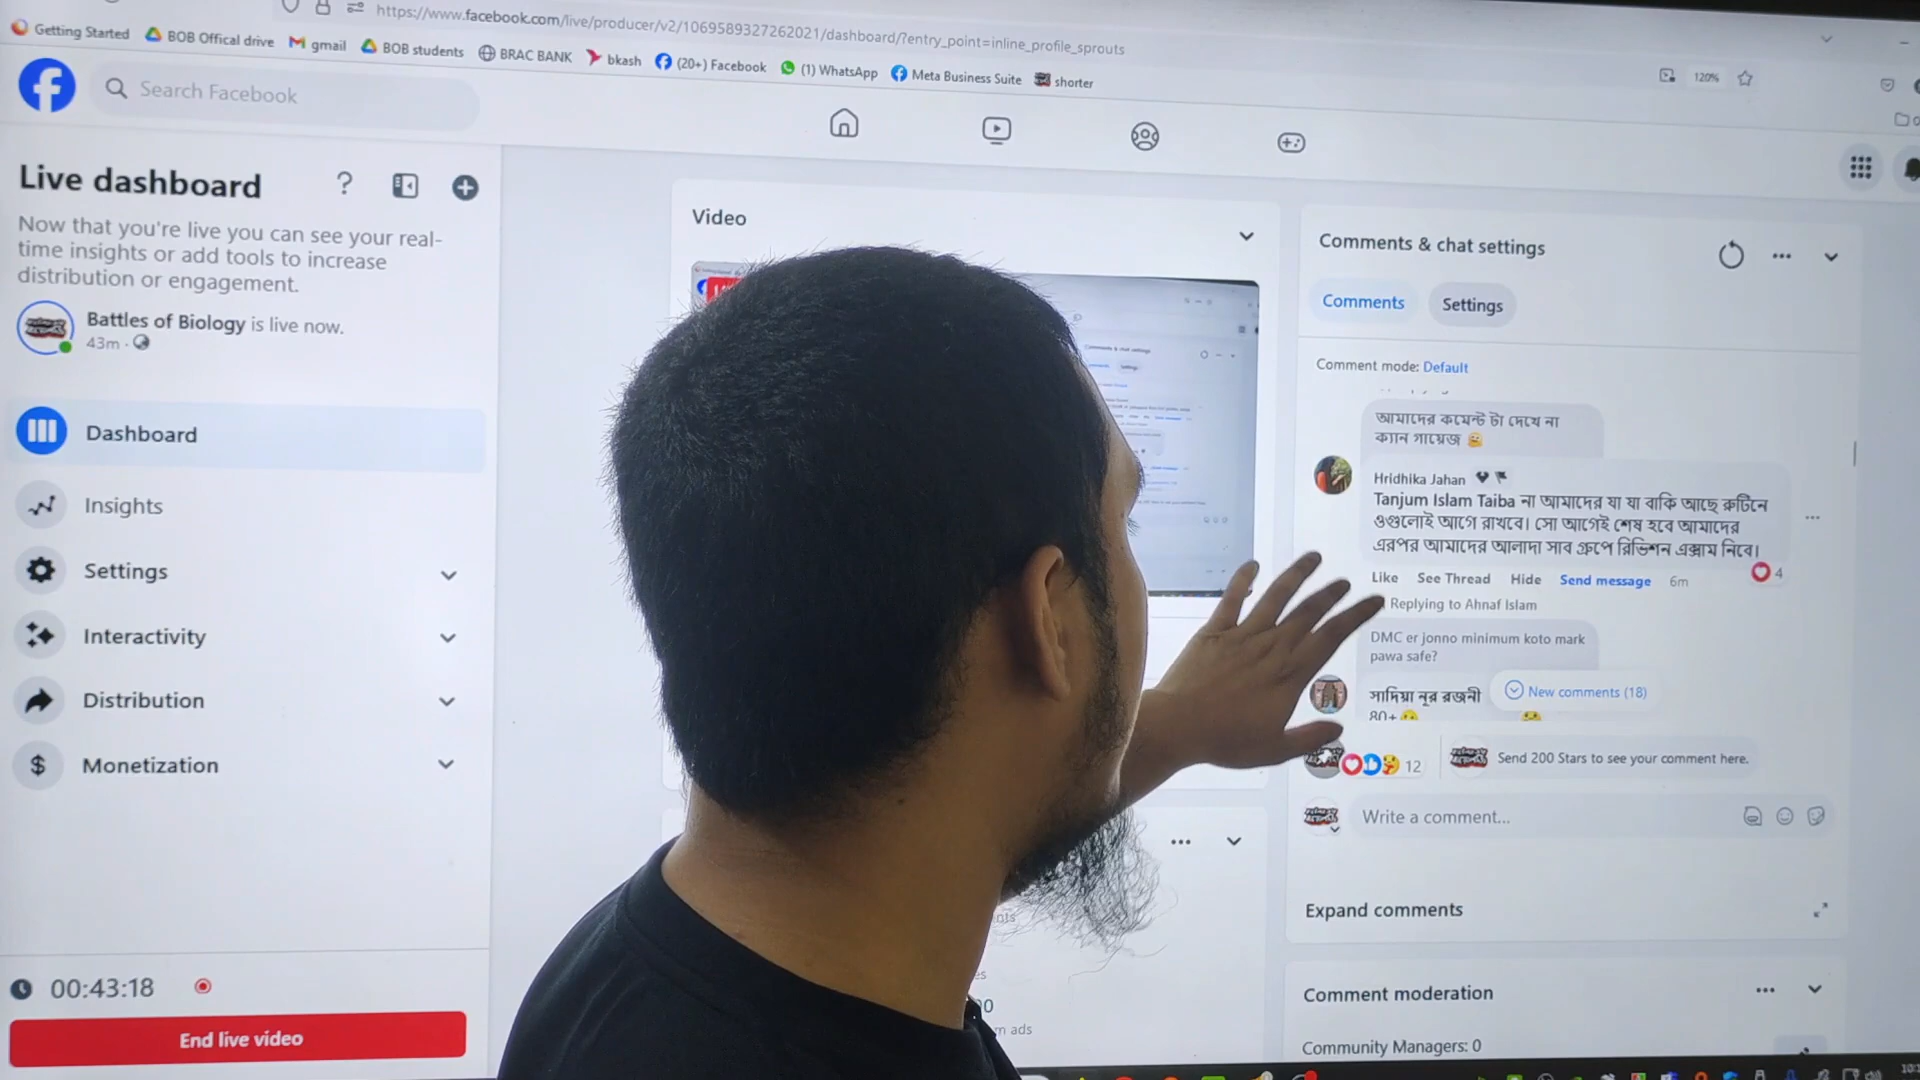 https://www.facebook.com/live/producer/v2/1069589327262021/dashboard/?entry_point=inline_profile_sprouts
Getting Started
BOB Offical drive
gmail
BOB students
BRAC BANK
bkash
(20+) Facebook
(1) WhatsApp
Meta Business Suite
shorter
120%
Search Facebook
Live dashboard
Now that you're live you can see your real-
time insights or add tools to increase
distribution or engagement.
Battles of Biology is live now.
43m
Dashboard
Insights
Settings
Interactivity
Distribution
Monetization
00:43:18
End live video
Video
Comments & chat settings
Comments
Settings
Comment mode: Default
আমাদের কমেন্ট টা দেখে না
ক্যান গায়েজ
Hridhika Jahan
Tanjum Islam Taiba না আমাদের যা যা বাকি আছে রুটিনে
ওগুলোই আগে রাখবে। সো আগেই শেষ হবে আমাদের
এরপর আমাদের আলাদা সাব গ্রুপে রিভিশন এক্সাম নিবে।
4
Like See Thread Hide Send message 6m
Replying to Ahnaf Islam
DMC er jonno minimum koto mark
pawa safe?
সাদিয়া নূর রজনী
80+
New comments (18)
12
Send 200 Stars to see your comment here.
Write a comment...
Expand comments
Comment moderation
Community Managers: 0